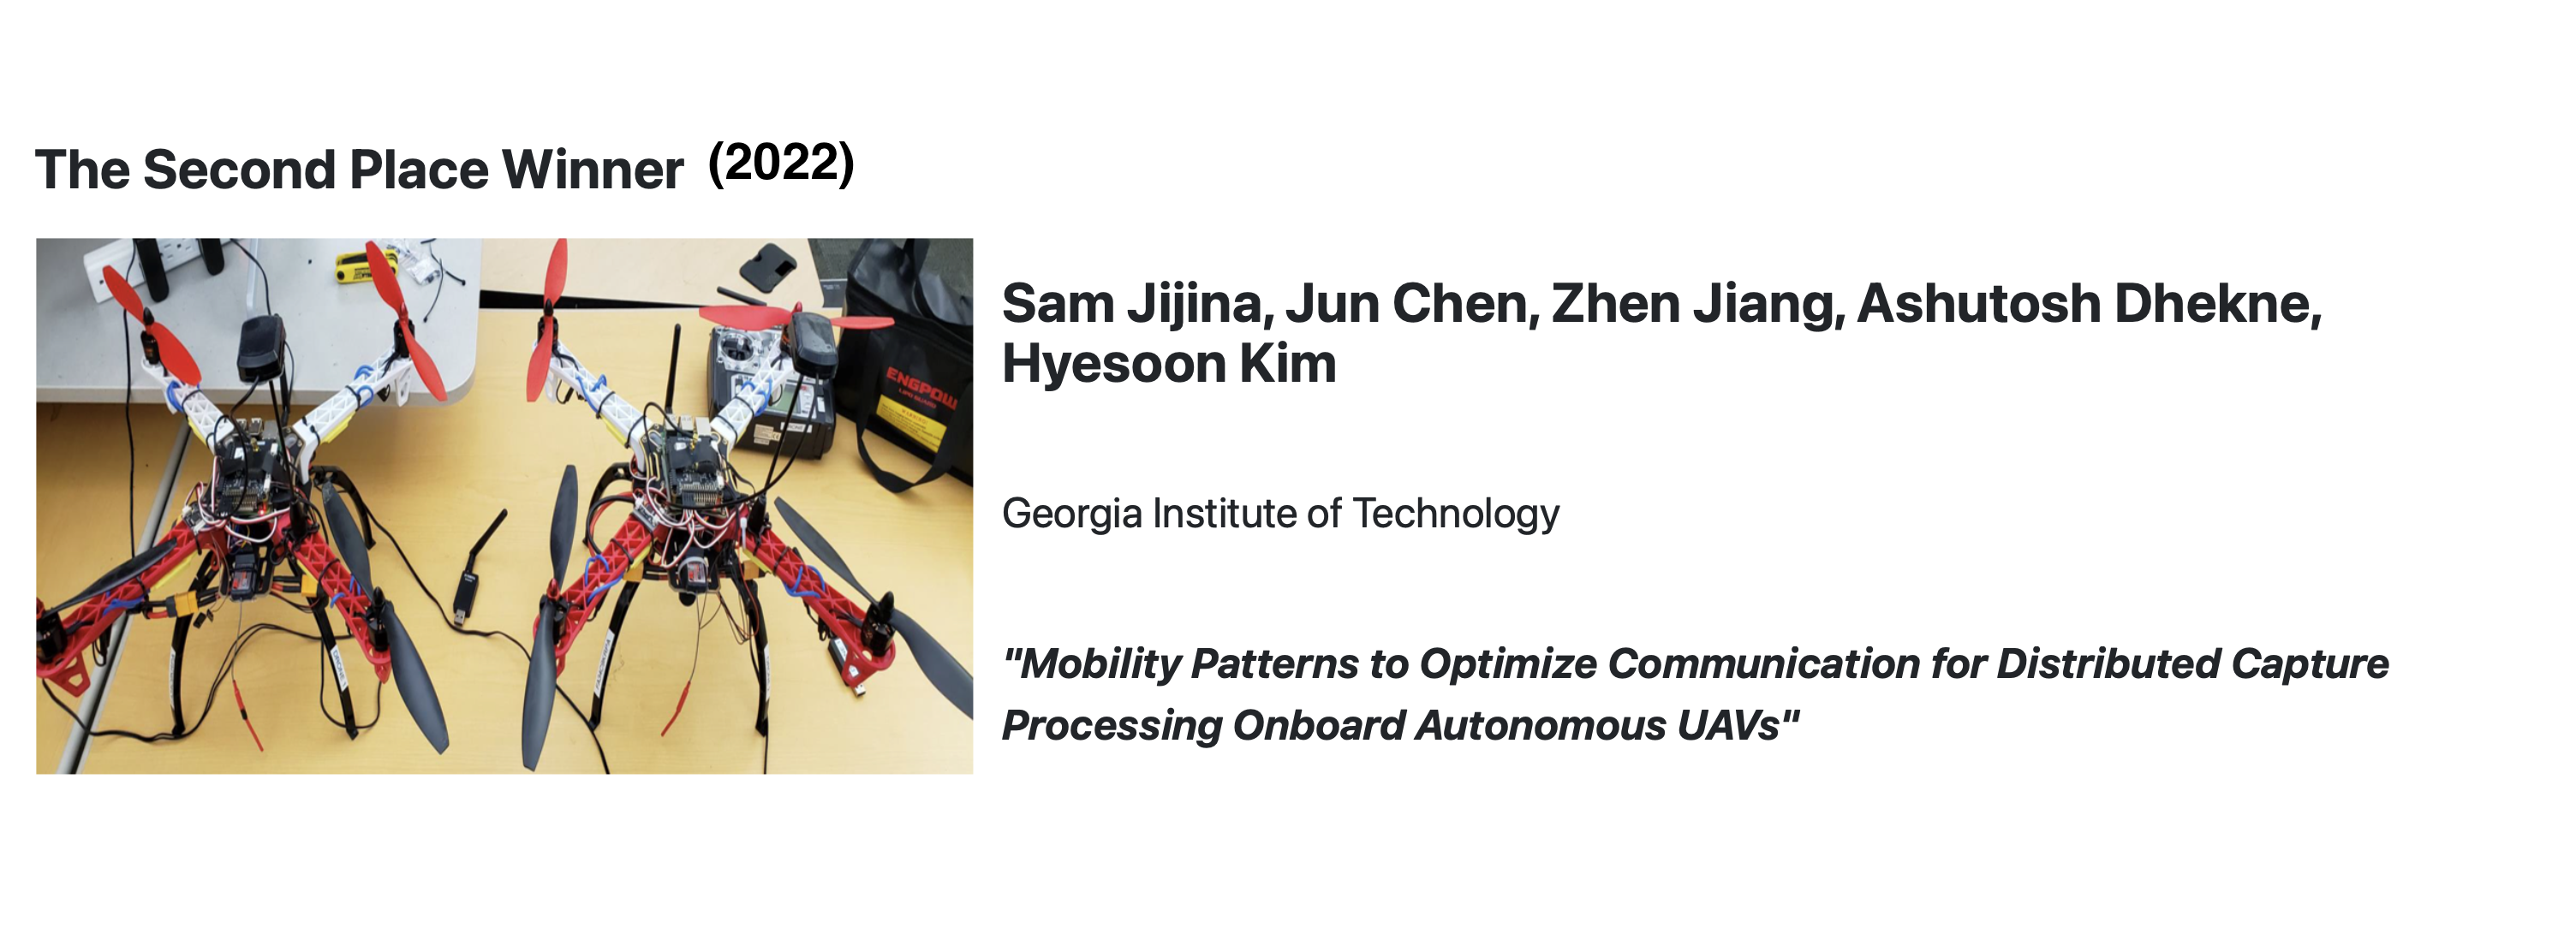 The Second Place Winner (2022)
ENGPOW
Sam Jijina, Jun Chen, Zhen Jiang, Ashutosh Dhekne,
Hyesoon Kim
Georgia Institute of Technology
"Mobility Patterns to Optimize Communication for Distributed Capture
Processing Onboard Autonomous UAVs"